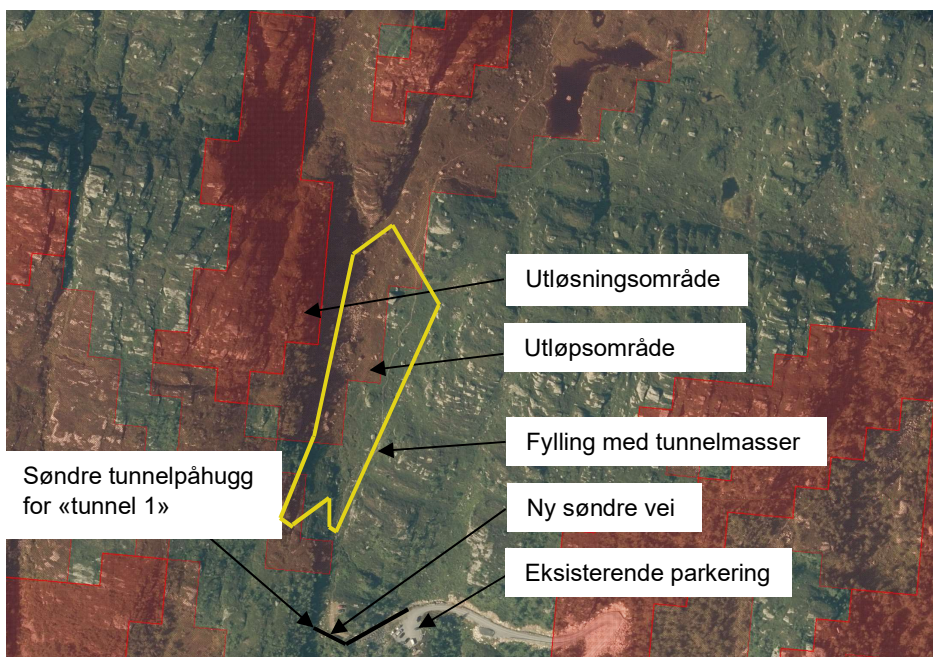 Utløsningsområde
Utløpsområde
Fylling med tunnelmasser
Søndre tunnelpåhugg
for «tunnel 1»
Ny søndre vei
Eksisterende parkering